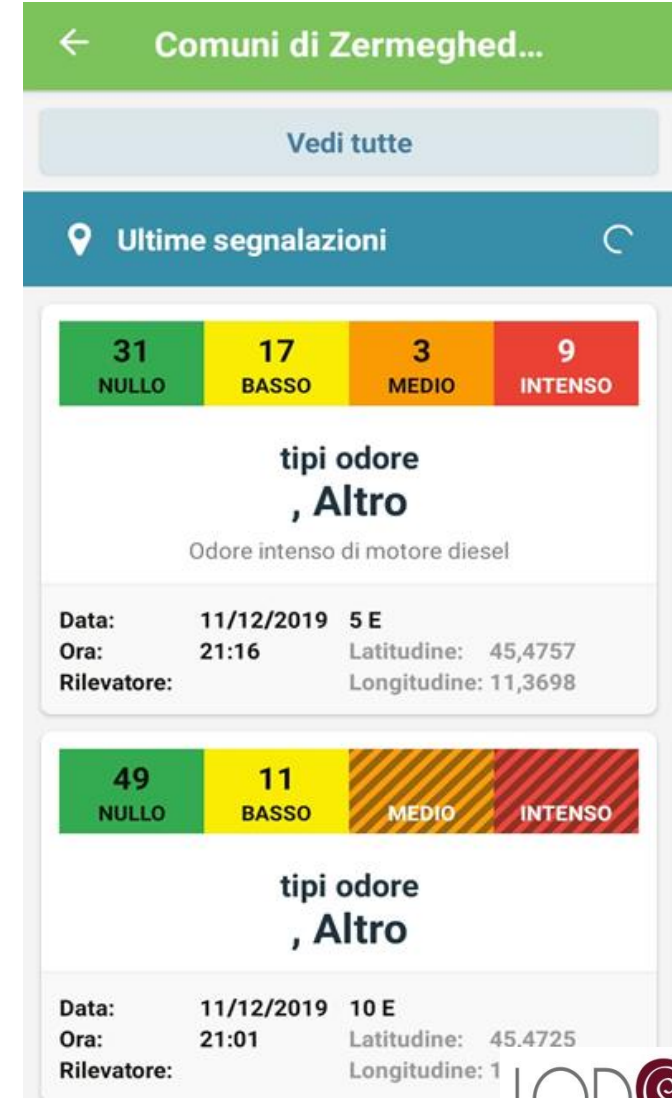 Comuni di Zermeghed...
Vedi tutte
Ultime segnalazioni
31 17 3 9
NULLO BASSO MEDIO INTENSO
tipi odore
, Altro
Odore intenso di motore diesel
Data: 11/12/2019 5 E
Ora: 21:16 Latitudine: 45,4757
Rilevatore: Longitudine: 11,3698
49 11
NULLO BASSO MEDIO INTENSO
tipi odore
, Altro
Data: 11/12/2019 10 E
Ora: 21:01 Latitudine: 45,4725
Rilevatore: Longitudine: 1